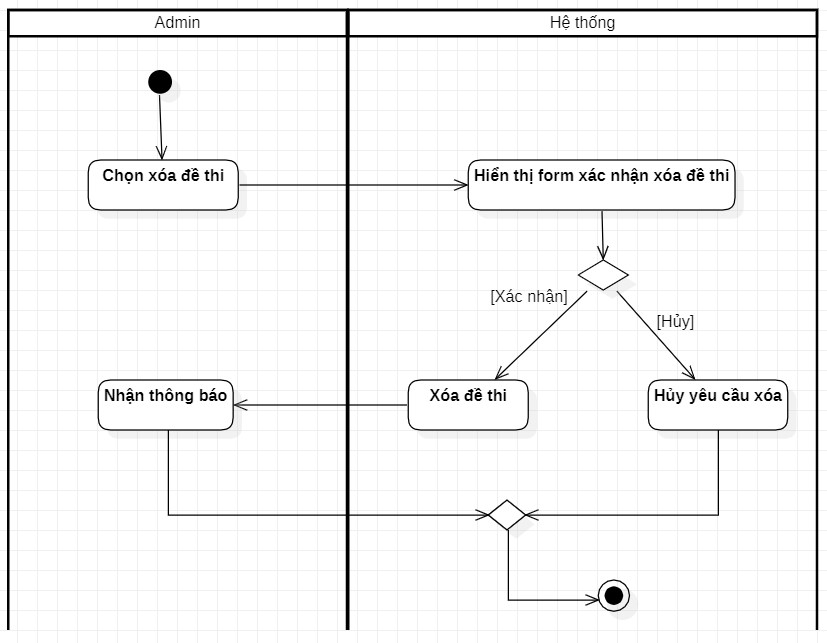 Admin
Hệ thống
Chọn xóa đề thi
Hiển thị form xác nhận xóa đề thi
[Xác nhận]
[Hủy]
Nhận thông báo
Xóa đề thi
Hủy yêu cầu xóa